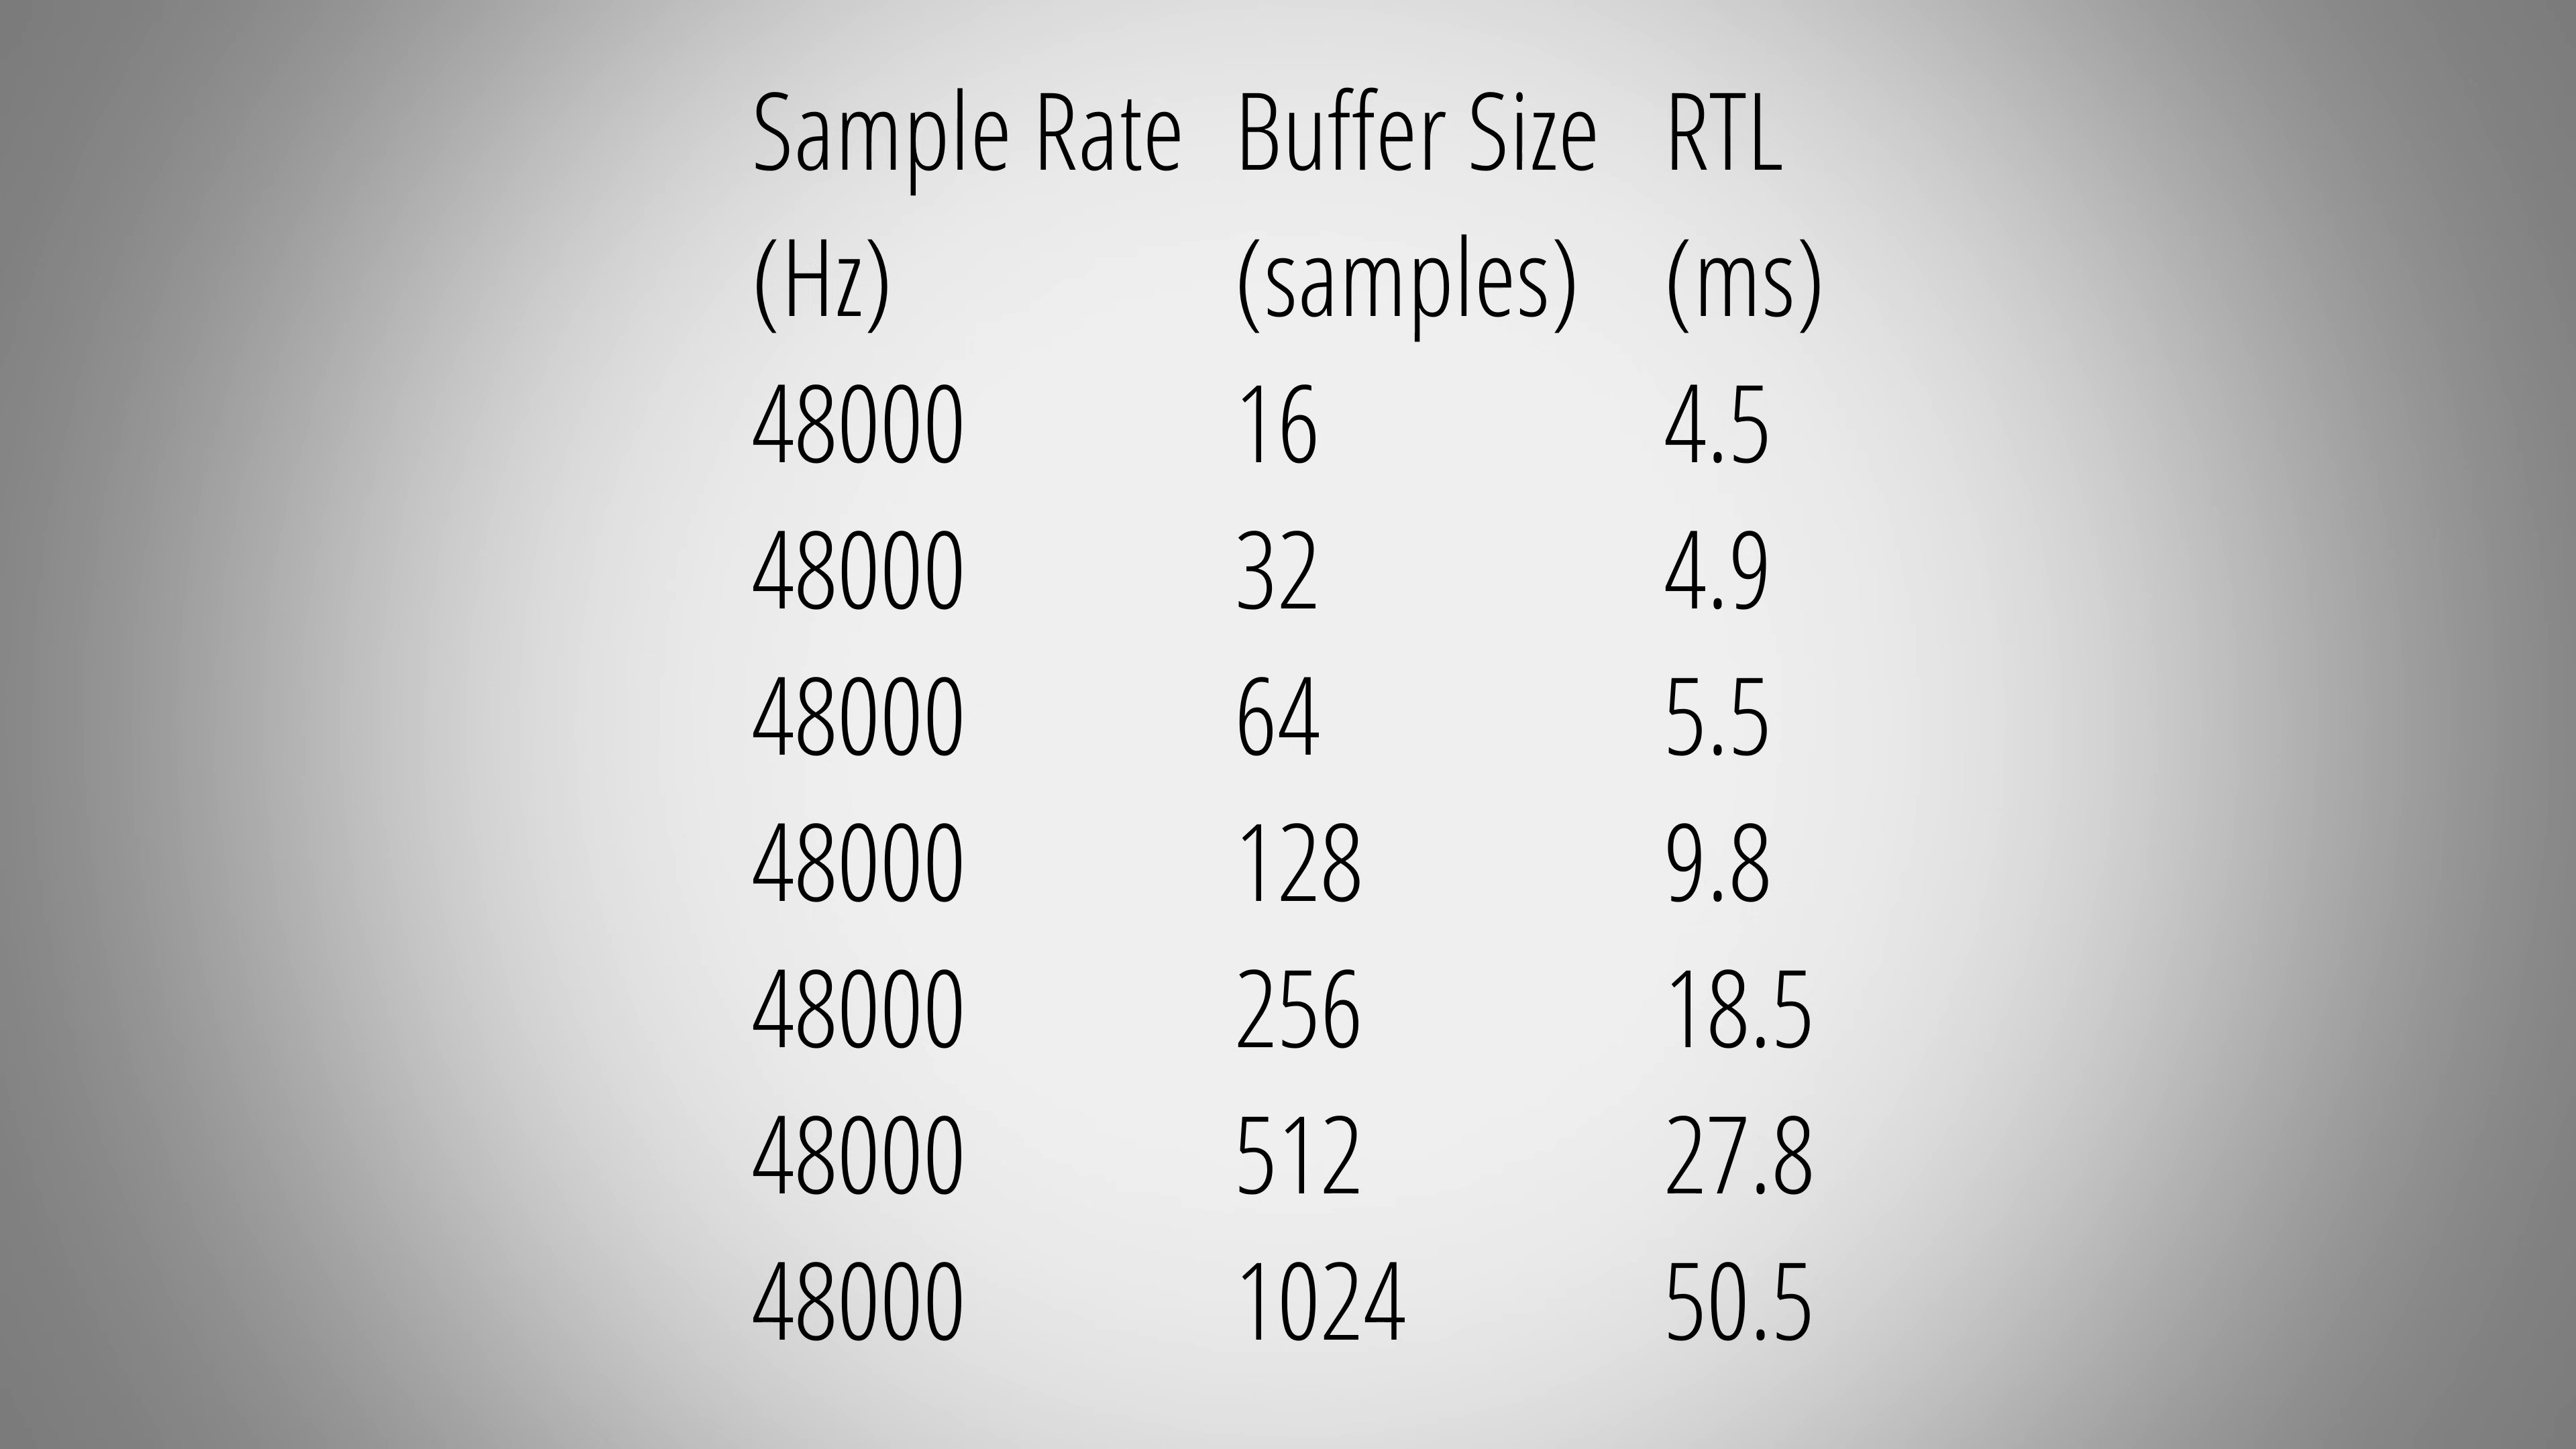 Sample Rate Buffer Size RTL
(Hz) (samples) (ms)
48000 16 4.5
48000 32 4.9
48000 64 5.5
48000 128 9.8
48000 256 18.5
48000 512 27.8
48000 1024 50.5